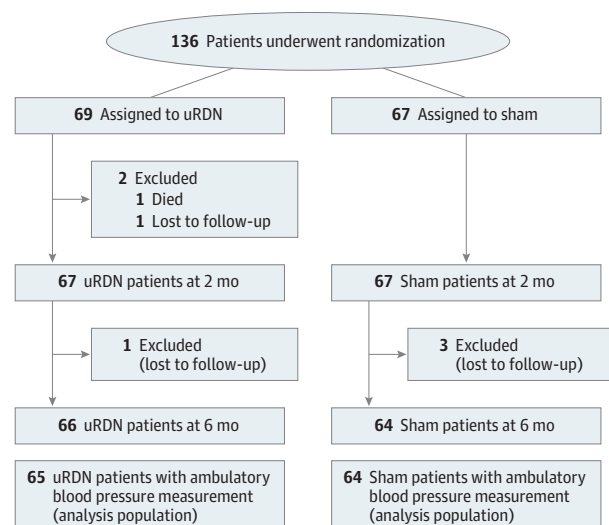 136 Patients underwent randomization
69 Assigned to uRDN
67 Assigned to sham
2 Excluded
1 Died
1 Lost to follow-up
67 uRDN patients at 2 mo
67 Sham patients at 2 mo
1 Excluded
(lost to follow-up)
3 Excluded
(lost to follow-up)
66 uRDN patients at 6 mo
64 Sham patients at 6 mo
65 uRDN patients with ambulatory
blood pressure measurement
(analysis population)
64 Sham patients with ambulatory
blood pressure measurement
(analysis population)